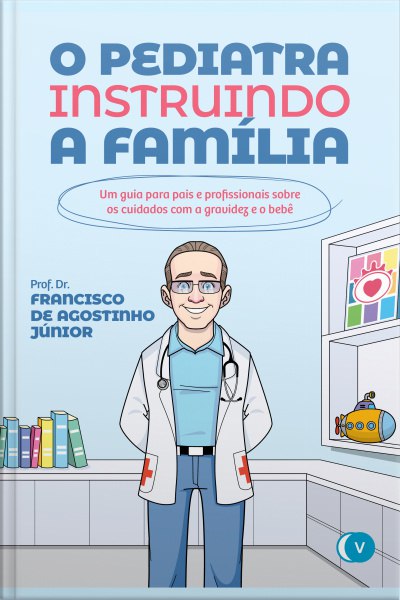 O PEDIATRA
INSTRUINDO
A FAMÍLIA
Um guia para pais e profissionais sobre
os cuidados com a gravidez e o bebê
Prof. Dr.
FRANCISCO
DE AGOSTINHO
JÚNIOR
V